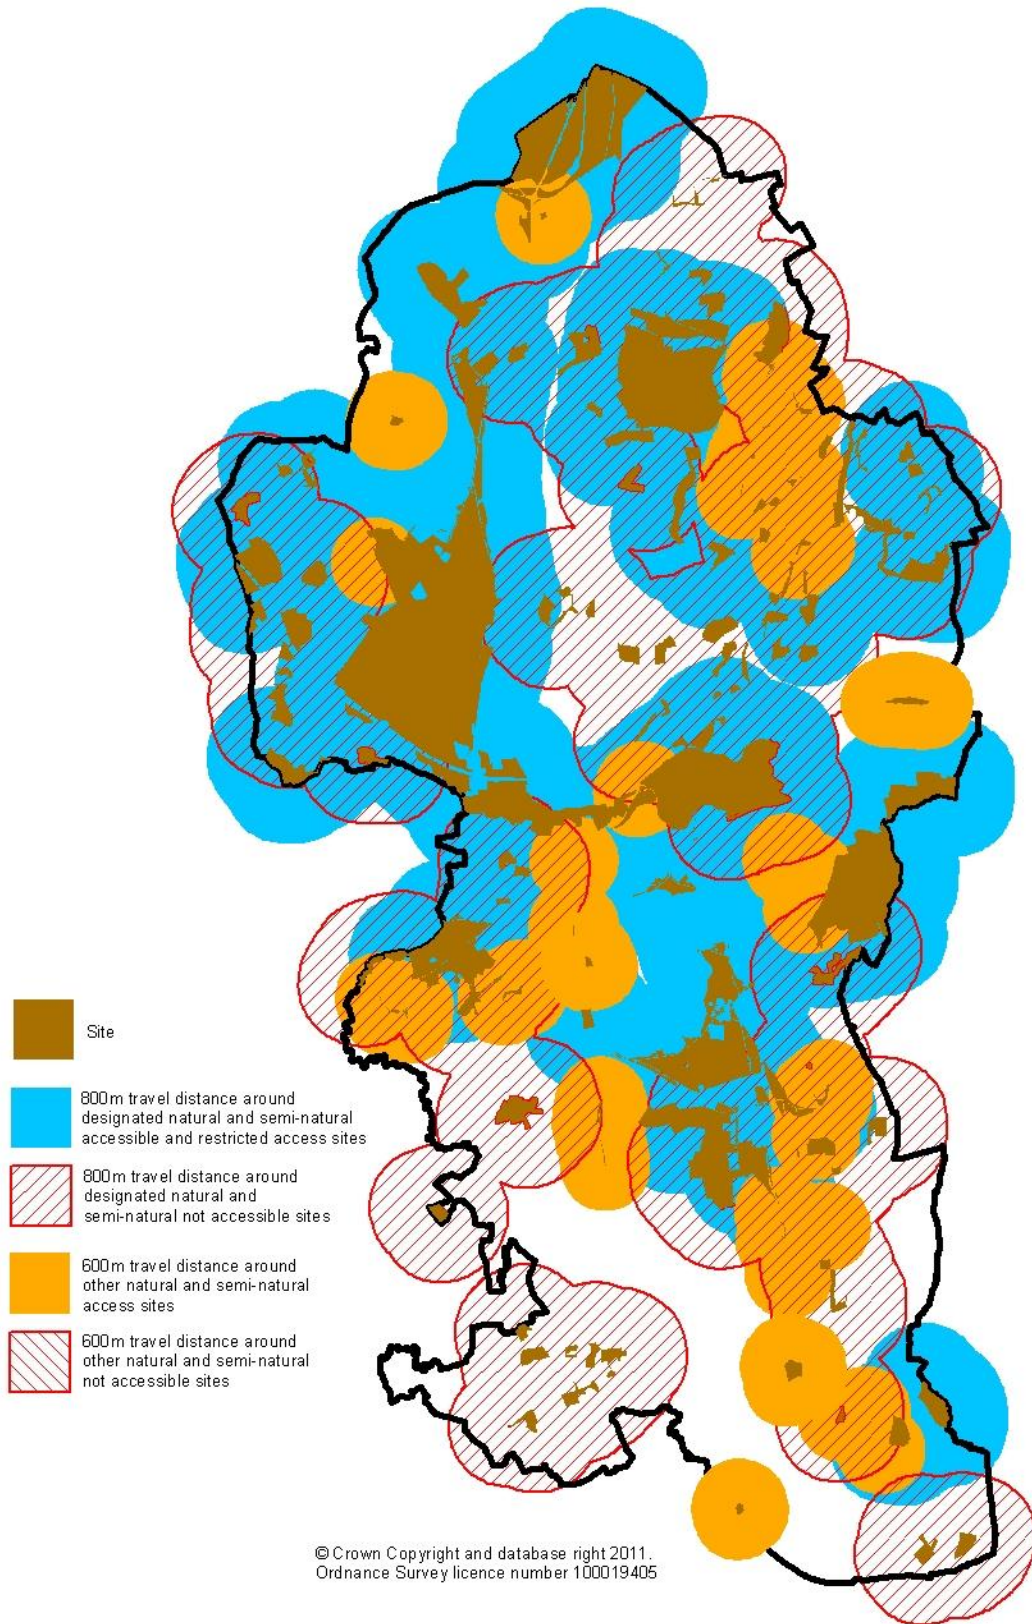 Site
800m travel distance around
designated natural and semi-natural
accessible and restricted access sites
800m travel distance around
designated natural and
semi-natural not accessible sites
600m travel distance around
other natural and semi-natural
access sites
600m travel distance around
other natural and semi-natural
not accessible sites
© Crown Copyright and database right 2011.
Ordnance Survey licence number 100019405